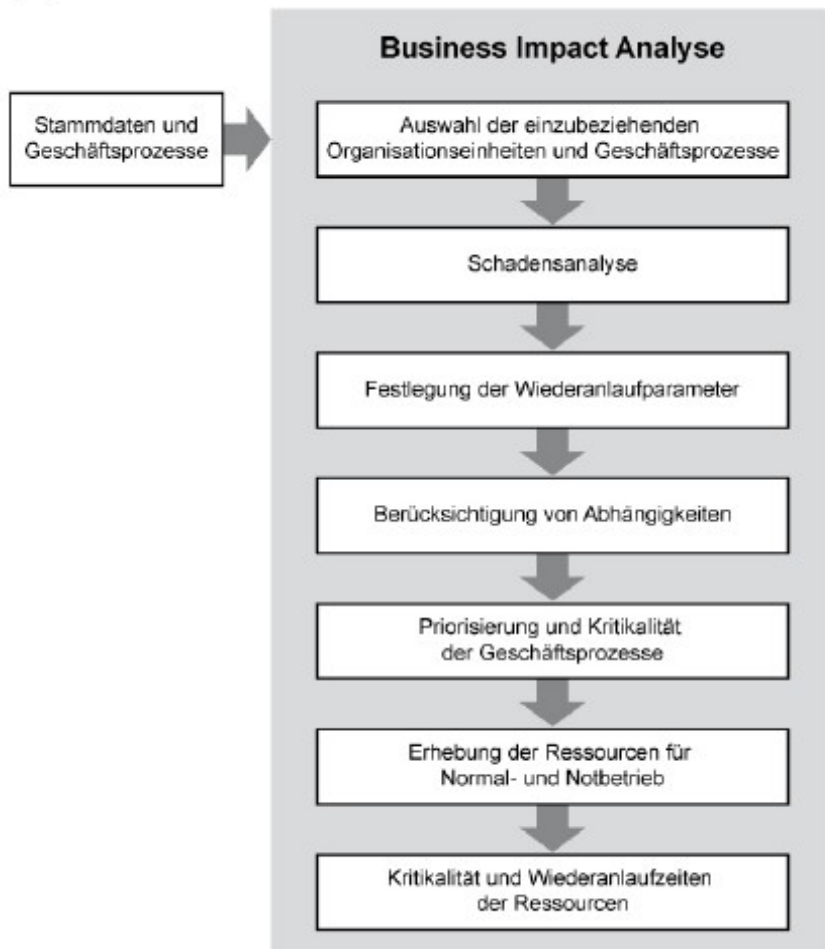 Business Impact Analyse
Stammdaten und
Geschäftsprozesse
Auswahl der einzubeziehenden
Organisationseinheiten und Geschäftsprozesse
Schadensanalyse
Festlegung der Wiederanlaufparameter
Berücksichtigung von Abhängigkeiten
Priorisierung und Kritikalität
der Geschäftsprozesse
Erhebung der Ressourcen für
Normal- und Notbetrieb
Kritikalität und Wiederanlaufzeiten
der Ressourcen